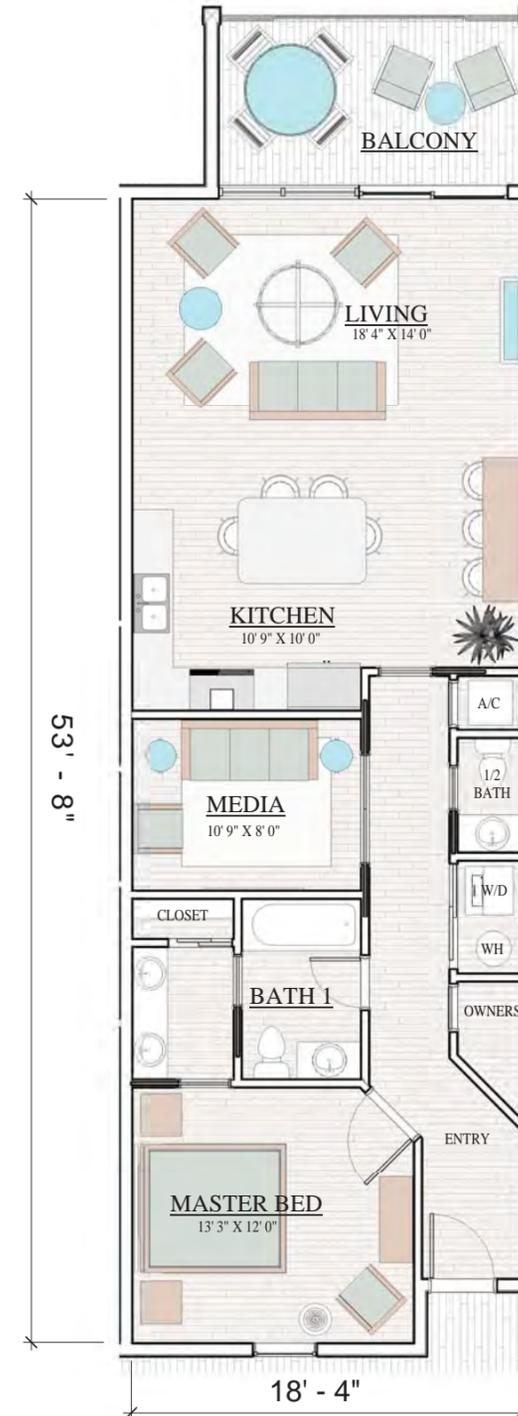 BALCONY
LIVING
18' 4" X 14' 0"
KITCHEN
10' 9" X 10' 0"
A/C
1/2
BATH
53' - 8"
MEDIA
10' 9" X 8' 0"
W/D
WH
CLOSET
BATH 1
OWNERS
ENTRY
MASTER BED
13' 3" X 12' 0"
18' - 4"